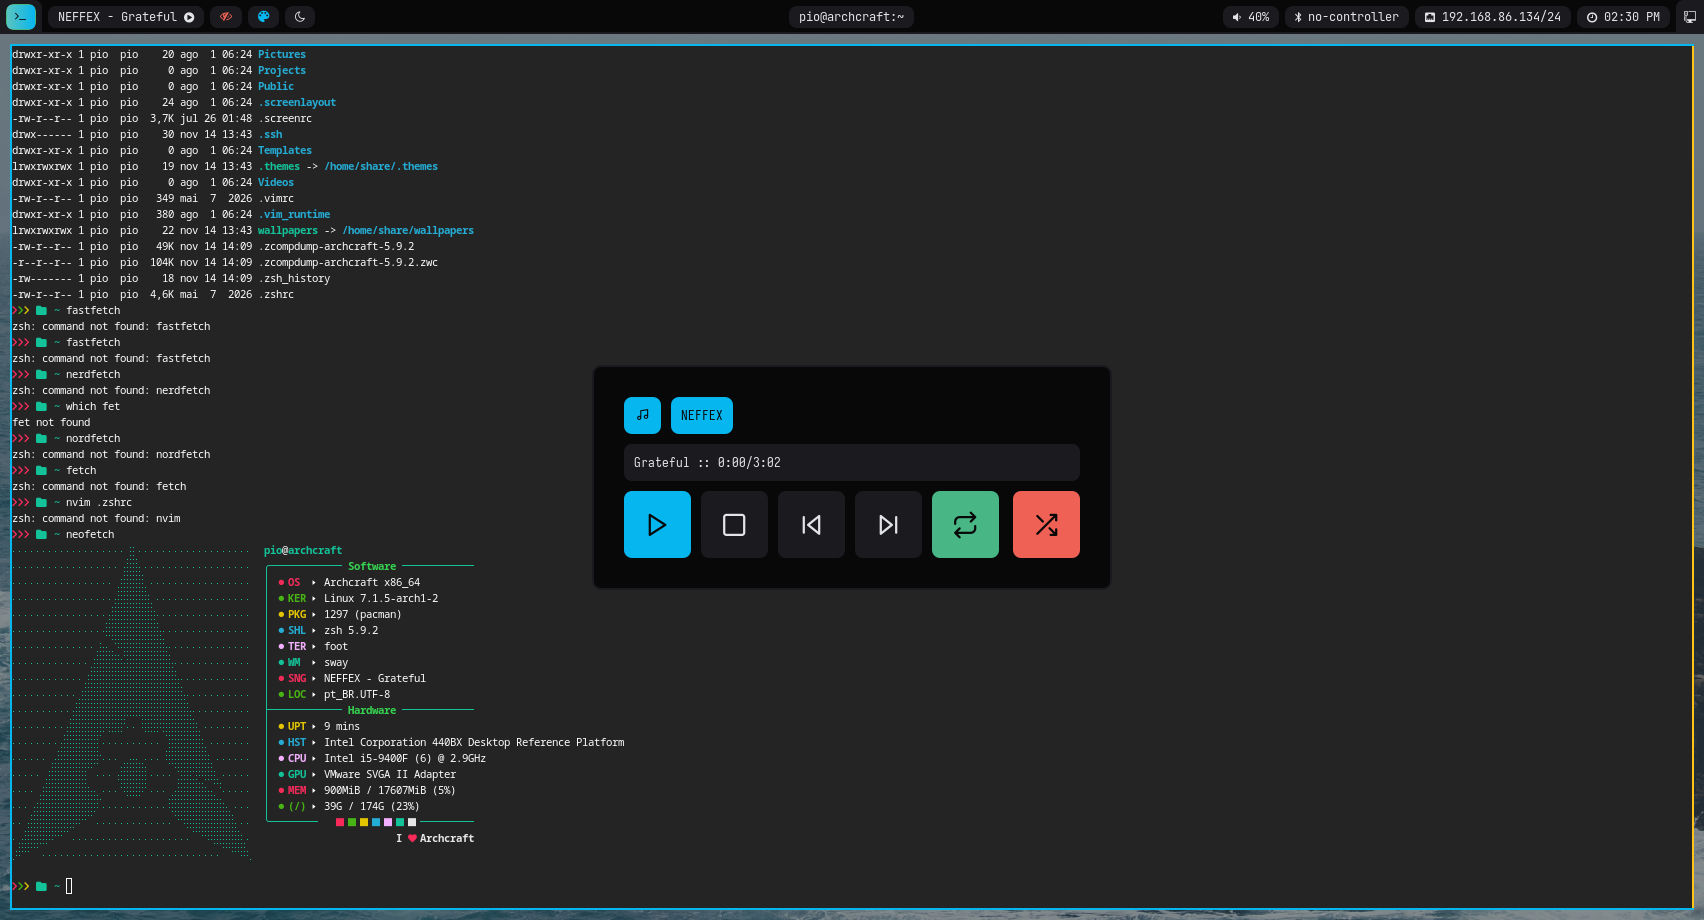 NEFFEX - Grateful
pio@archcraft:~
40%
no-controller
192.168.86.134/24
02:30 PM
drwxr-xr-x 1 pio  pio    20 ago  1 06:24 Pictures
drwxr-xr-x 1 pio  pio     0 ago  1 06:24 Projects
drwxr-xr-x 1 pio  pio     0 ago  1 06:24 Public
drwxr-xr-x 1 pio  pio    24 ago  1 06:24 .screenlayout
-rw-r--r-- 1 pio  pio  3,7K jul 26 01:48 .screenrc
drwx------ 1 pio  pio    30 nov 14 13:43 .ssh
drwxr-xr-x 1 pio  pio     0 ago  1 06:24 Templates
lrwxrwxrwx 1 pio  pio    19 nov 14 13:43 .themes -> /home/share/.themes
drwxr-xr-x 1 pio  pio     0 ago  1 06:24 Videos
-rw-r--r-- 1 pio  pio   349 mai  7  2026 .vimrc
drwxr-xr-x 1 pio  pio   380 ago  1 06:24 .vim_runtime
lrwxrwxrwx 1 pio  pio    22 nov 14 13:43 wallpapers -> /home/share/wallpapers
-rw-r--r-- 1 pio  pio   49K nov 14 14:09 .zcompdump-archcraft-5.9.2
-r--r--r-- 1 pio  pio  104K nov 14 14:09 .zcompdump-archcraft-5.9.2.zwc
-rw------- 1 pio  pio    18 nov 14 14:09 .zsh_history
-rw-r--r-- 1 pio  pio  4,6K mai  7  2026 .zshrc
~ fastfetch
zsh: command not found: fastfetch
~ fastfetch
zsh: command not found: fastfetch
~ nerdfetch
zsh: command not found: nerdfetch
~ which fet
fet not found
~ nordfetch
zsh: command not found: nordfetch
~ fetch
zsh: command not found: fetch
~ nvim .zshrc
zsh: command not found: nvim
~ neofetch
pio@archcraft
Software
OS ‣ Archcraft x86_64
KER ‣ Linux 7.1.5-arch1-2
PKG ‣ 1297 (pacman)
SHL ‣ zsh 5.9.2
TER ‣ foot
WM ‣ sway
SNG ‣ NEFFEX - Grateful
LOC ‣ pt_BR.UTF-8
Hardware
UPT ‣ 9 mins
HST ‣ Intel Corporation 440BX Desktop Reference Platform
CPU ‣ Intel i5-9400F (6) @ 2.9GHz
GPU ‣ VMware SVGA II Adapter
MEM ‣ 900MiB / 17607MiB (5%)
(/) ‣ 39G / 174G (23%)
I ♥ Archcraft
~
NEFFEX
Grateful :: 0:00/3:02